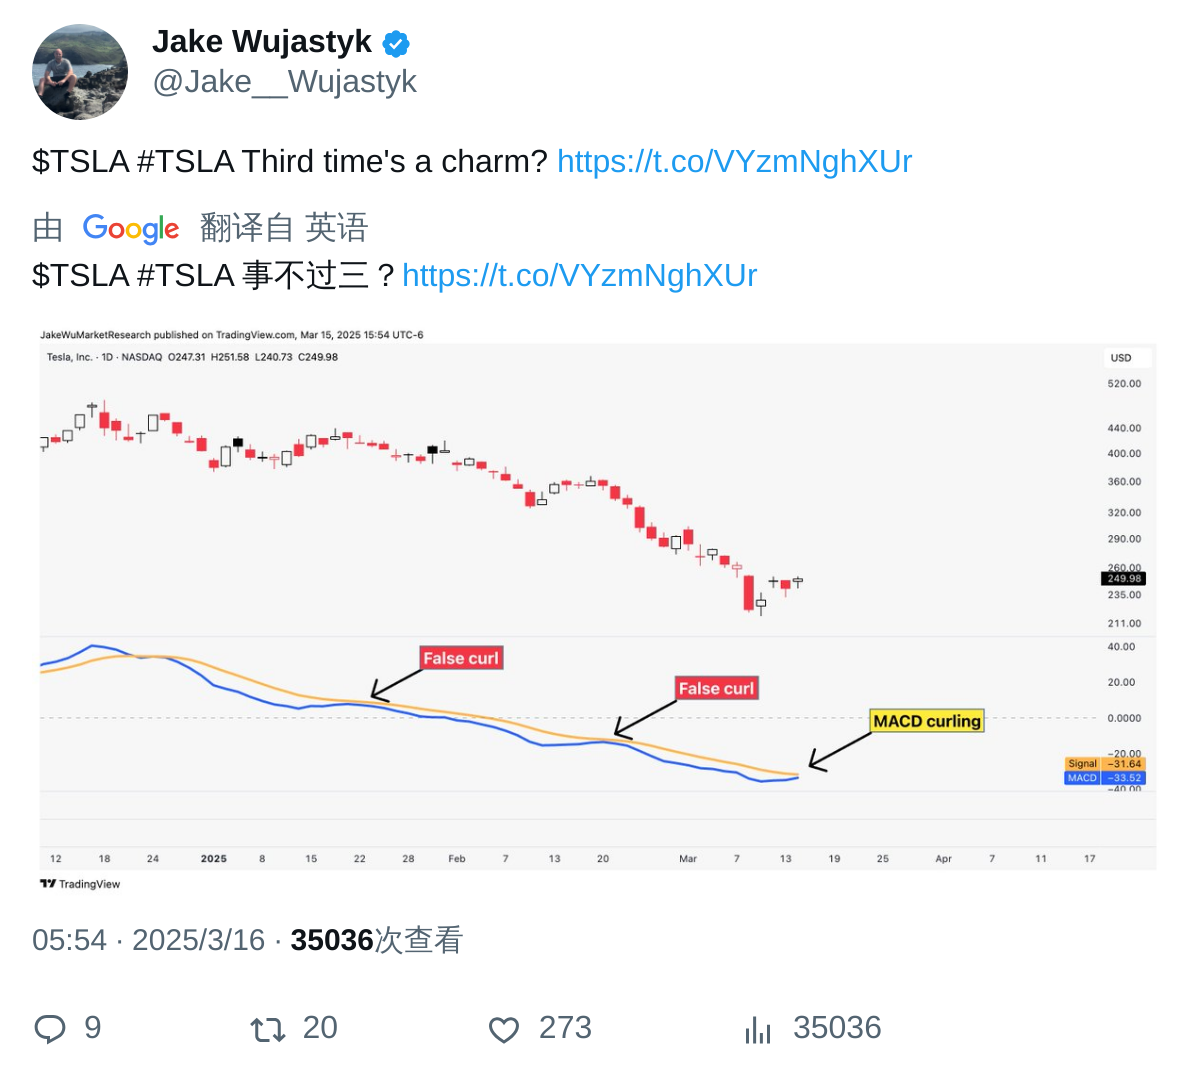 Jake Wujastyk
@Jake__Wujastyk
$TSLA #TSLA Third time's a charm? https://t.co/VYzmNghXUr
由 Google 翻译自 英语
$TSLA #TSLA 事不过三？https://t.co/VYzmNghXUr
JakeWuMarketResearch published on TradingView.com, Mar 15, 2025 15:54 UTC-6
Tesla, Inc. · 1D · NASDAQ O247.31 H251.58 L240.73 C249.98
USD
520.00
440.00
400.00
360.00
320.00
290.00
260.00
249.98
235.00
211.00
40.00
False curl
20.00
False curl
0.0000
MACD curling
−20.00
Signal −31.64
MACD −33.52
−40.00
12 18 24 2025 8 15 22 28 Feb 7 13 20 Mar 7 13 19 25 Apr 7 11 17
TradingView
05:54 · 2025/3/16 · 35036次查看
9 20 273 35036